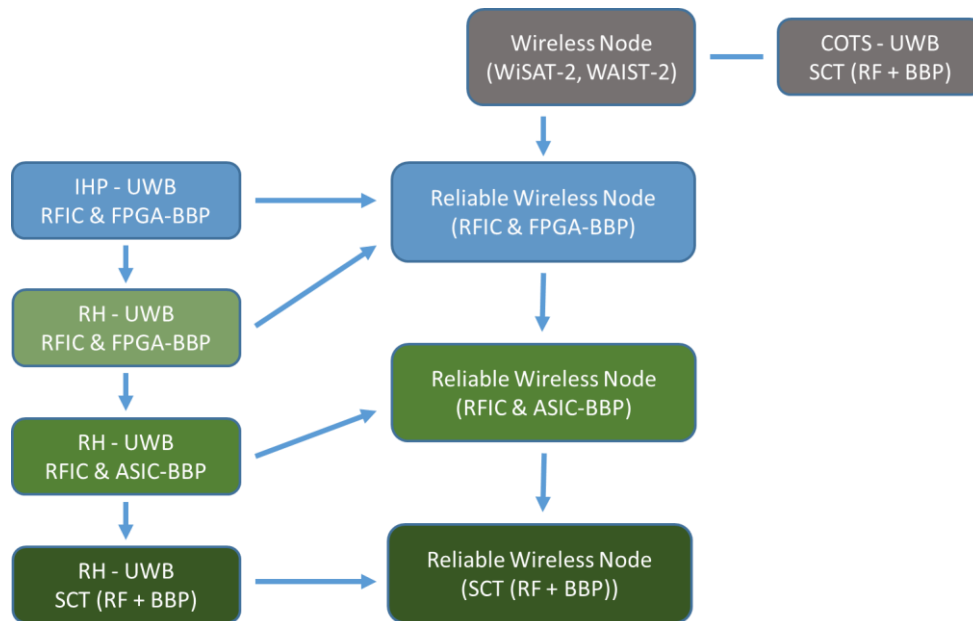 Wireless Node
(WiSAT-2, WAIST-2)
COTS - UWB
SCT (RF + BBP)
IHP - UWB
RFIC & FPGA-BBP
Reliable Wireless Node
(RFIC & FPGA-BBP)
RH - UWB
RFIC & FPGA-BBP
Reliable Wireless Node
(RFIC & ASIC-BBP)
RH - UWB
RFIC & ASIC-BBP
RH - UWB
SCT (RF + BBP)
Reliable Wireless Node
(SCT (RF + BBP))